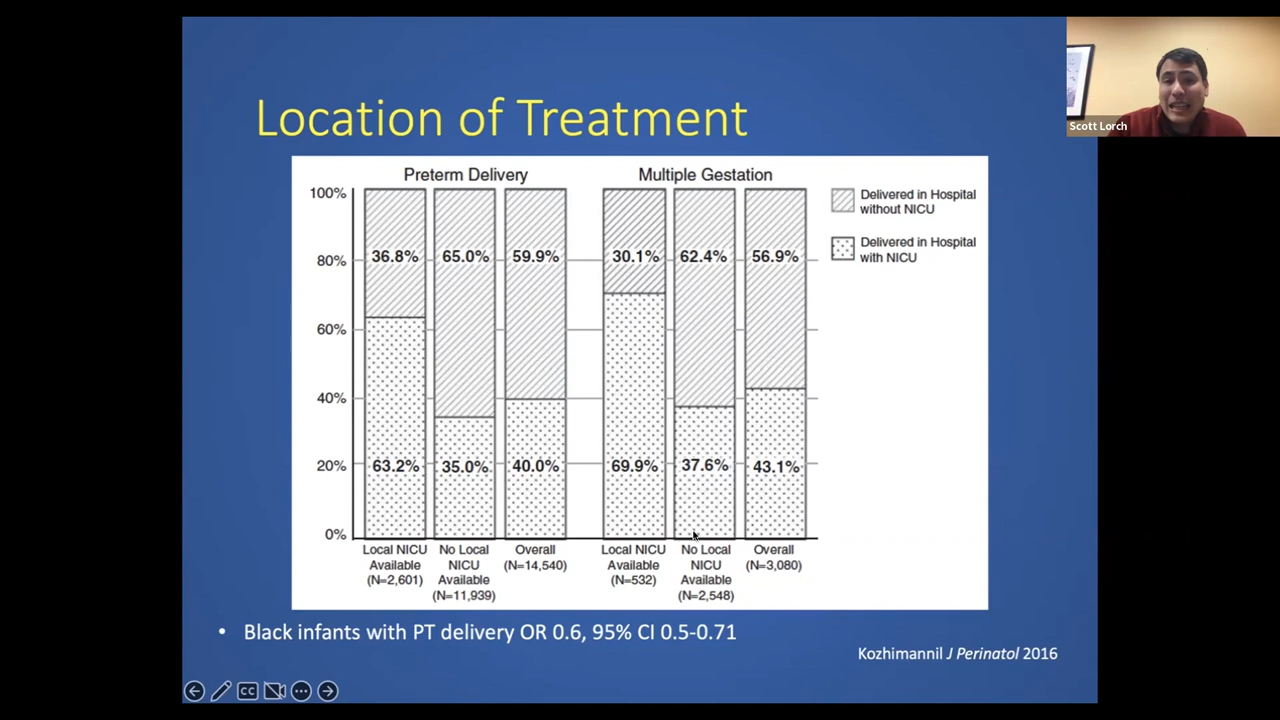 Scott Lorch
Location of Treatment
Preterm Delivery
Multiple Gestation
100%
80%
60%
40%
20%
0%
36.8%
65.0%
59.9%
30.1%
62.4%
56.9%
63.2%
35.0%
40.0%
69.9%
37.6%
43.1%
Delivered in Hospital
without NICU
Delivered in Hospital
with NICU
Local NICU
Available
(N=2,601)
No Local
NICU
Available
(N=11,939)
Overall
(N=14,540)
Local NICU
Available
(N=532)
No Local
NICU
Available
(N=2,548)
Overall
(N=3,080)
• Black infants with PT delivery OR 0.6, 95% CI 0.5-0.71
Kozhimannil J Perinatol 2016
CC